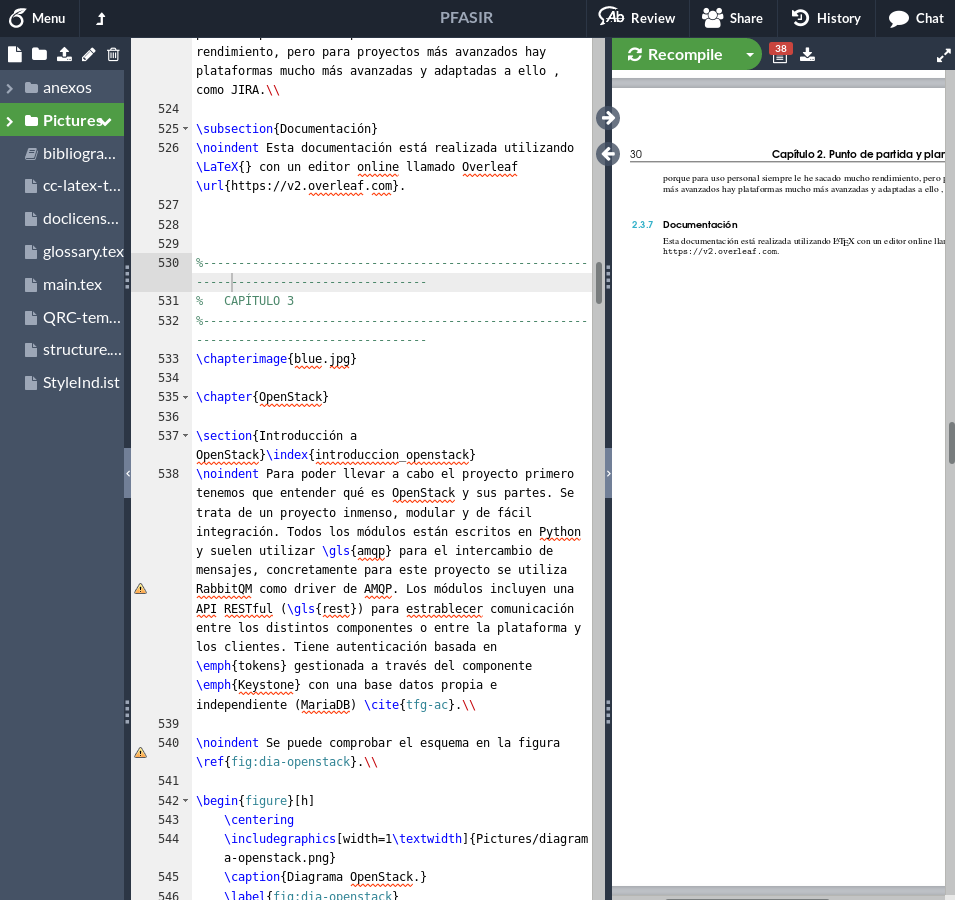 Menu
PFASIR
Review
Share
History
Chat
Recompile
38
anexos
Pictures
bibliogra...
cc-latex-t...
doclicens...
glossary.tex
main.tex
QRC-tem...
structure....
StyleInd.ist
rendimiento, pero para proyectos más avanzados hay
plataformas mucho más avanzadas y adaptadas a ello ,
como JIRA.\\
524
525 \subsection{Documentación}
526 \noindent Esta documentación está realizada utilizando
\LaTeX{} con un editor online llamado Overleaf
\url{https://v2.overleaf.com}.
527
528
529
530 %-------------------------------------------------------
---------------------------------
531 %   CAPÍTULO 3
532 %-------------------------------------------------------
---------------------------------
533 \chapterimage{blue.jpg}
534
535 \chapter{OpenStack}
536
537 \section{Introducción a
OpenStack}\index{introduccion_openstack}
538 \noindent Para poder llevar a cabo el proyecto primero
tenemos que entender qué es OpenStack y sus partes. Se
trata de un proyecto inmenso, modular y de fácil
integración. Todos los módulos están escritos en Python
y suelen utilizar \gls{amqp} para el intercambio de
mensajes, concretamente para este proyecto se utiliza
RabbitQM como driver de AMQP. Los módulos incluyen una
API RESTful (\gls{rest}) para estrablecer comunicación
entre los distintos componentes o entre la plataforma y
los clientes. Tiene autenticación basada en
\emph{tokens} gestionada a través del componente
\emph{Keystone} con una base datos propia e
independiente (MariaDB) \cite{tfg-ac}.\\
539
540 \noindent Se puede comprobar el esquema en la figura
\ref{fig:dia-openstack}.\\
541
542 \begin{figure}[h]
543     \centering
544     \includegraphics[width=1\textwidth]{Pictures/diagram
a-openstack.png}
545     \caption{Diagrama OpenStack.}
546     \label{fig:dia-openstack}
30 Capítulo 2. Punto de partida y plan
porque para uso personal siempre le he sacado mucho rendimiento, pero
más avanzados hay plataformas mucho más avanzadas y adaptadas a ello ,
2.3.7 Documentación
Esta documentación está realizada utilizando LATEX con un editor online
https://v2.overleaf.com.